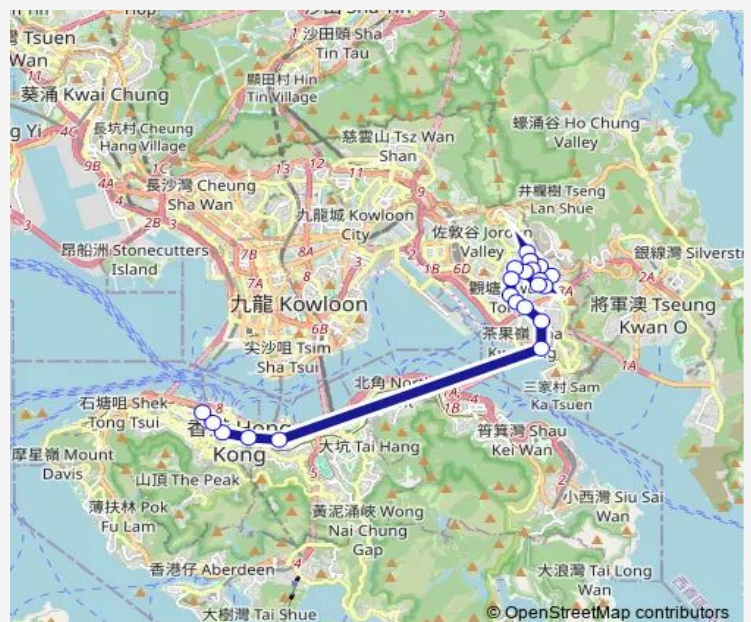 沙田頭 Sha
Tin Tau
灣 Tsuen
Wan
顯田村 Hin
Tin Village
葵涌 Kwai Chung
長坑村 Cheung
Hang Village
慈雲山 Tsz Wan
Shan
蠔涌谷 Ho Chung
Valley
長沙灣 Cheung
Sha Wan
井欄樹 Tseng
Lan Shue
九龍城 Kowloon
City
佐敦谷
Valley
昂船洲 Stonecutters
Island
銀線灣 Silverstr
九龍 Kowloon
觀塘
將軍澳 Tseung
Kwan O
尖沙咀 Tsim
Sha Tsui
茶果嶺
三家村 Sam
Ka Tsuen
石塘咀 Shek
Tong Tsui
Kong
大坑 Tai Hang
筲箕灣 Shau
Kei Wan
摩星嶺 Mount
Davis
山頂 The Peak
小西灣 Siu Sai
Wan
薄扶林 Pok
Fu Lam
黃泥涌峽 Wong
Nai Chung
Gap
香港仔 Aberdeen
大浪灣 Tai Long
Wan
大樹灣 Tai Shue
© OpenStreetMap contributors